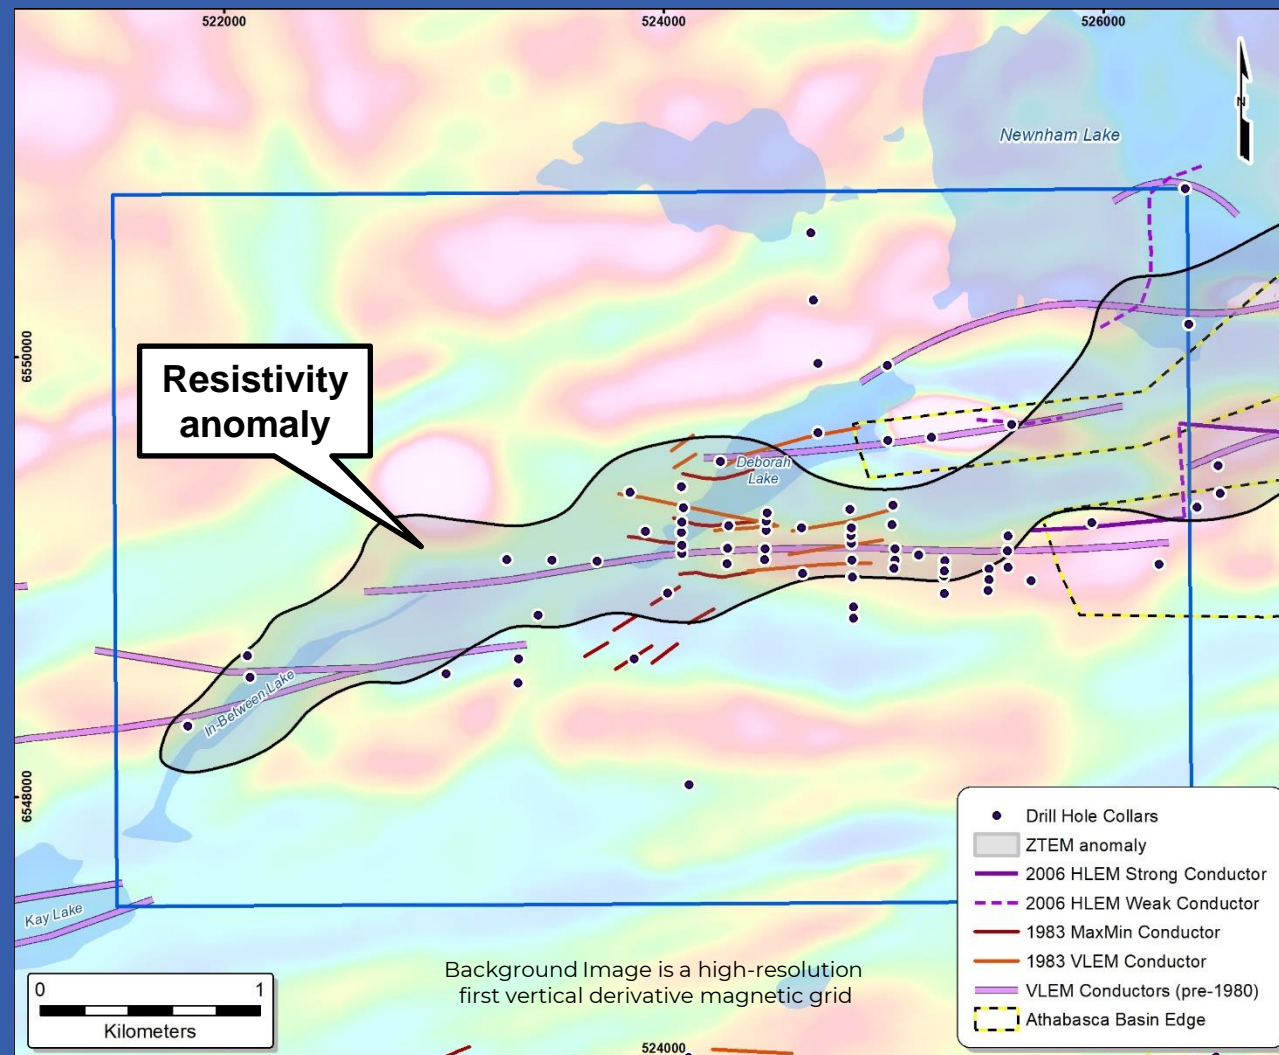 522000
524000
526000
N
Newnham Lake
6550000
Resistivity
anomaly
Deborah
Lake
In-Between Lake
6548000
Kay Lake
Drill Hole Collars
ZTEM anomaly
2006 HLEM Strong Conductor
2006 HLEM Weak Conductor
1983 MaxMin Conductor
1983 VLEM Conductor
VLEM Conductors (pre-1980)
Athabasca Basin Edge
Background Image is a high-resolution
first vertical derivative magnetic grid
0 1
Kilometers
524000